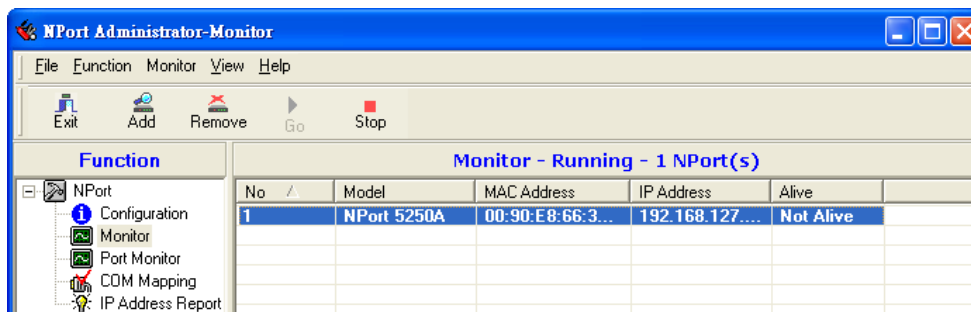 NPort Administrator-Monitor
File Function Monitor View Help
Exit Add Remove Go Stop
Function
Monitor - Running - 1 NPort(s)
NPort
Configuration
Monitor
Port Monitor
COM Mapping
IP Address Report
No Model MAC Address IP Address Alive
1 NPort 5250A 00:90:E8:66:3... 192.168.127.... Not Alive